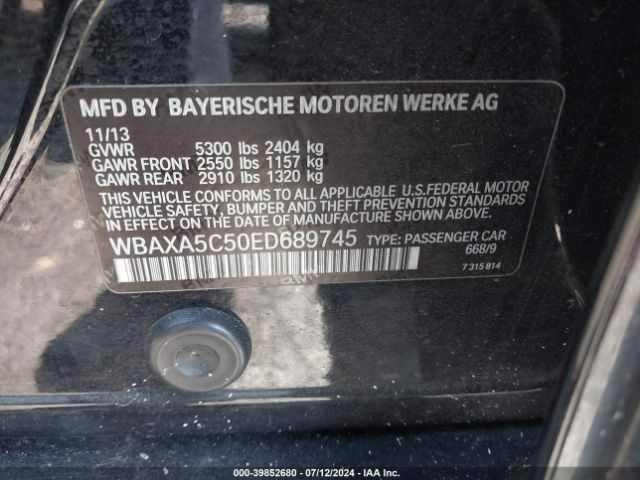 MFD BY BAYERISCHE MOTOREN WERKE AG
11/13
GVWR 5300 lbs 2404 kg
GAWR FRONT 2550 lbs 1157 kg
GAWR REAR 2910 lbs 1320 kg
THIS VEHICLE CONFORMS TO ALL APPLICABLE U.S.FEDERAL MOTOR
VEHICLE SAFETY, BUMPER AND THEFT PREVENTION STANDARDS
IN EFFECT ON THE DATE OF MANUFACTURE SHOWN ABOVE.
WBAXA5C50ED689745 TYPE: PASSENGER CAR
668/9
7 315 814
000-39852680 - 07/12/2024 - IAA Inc.